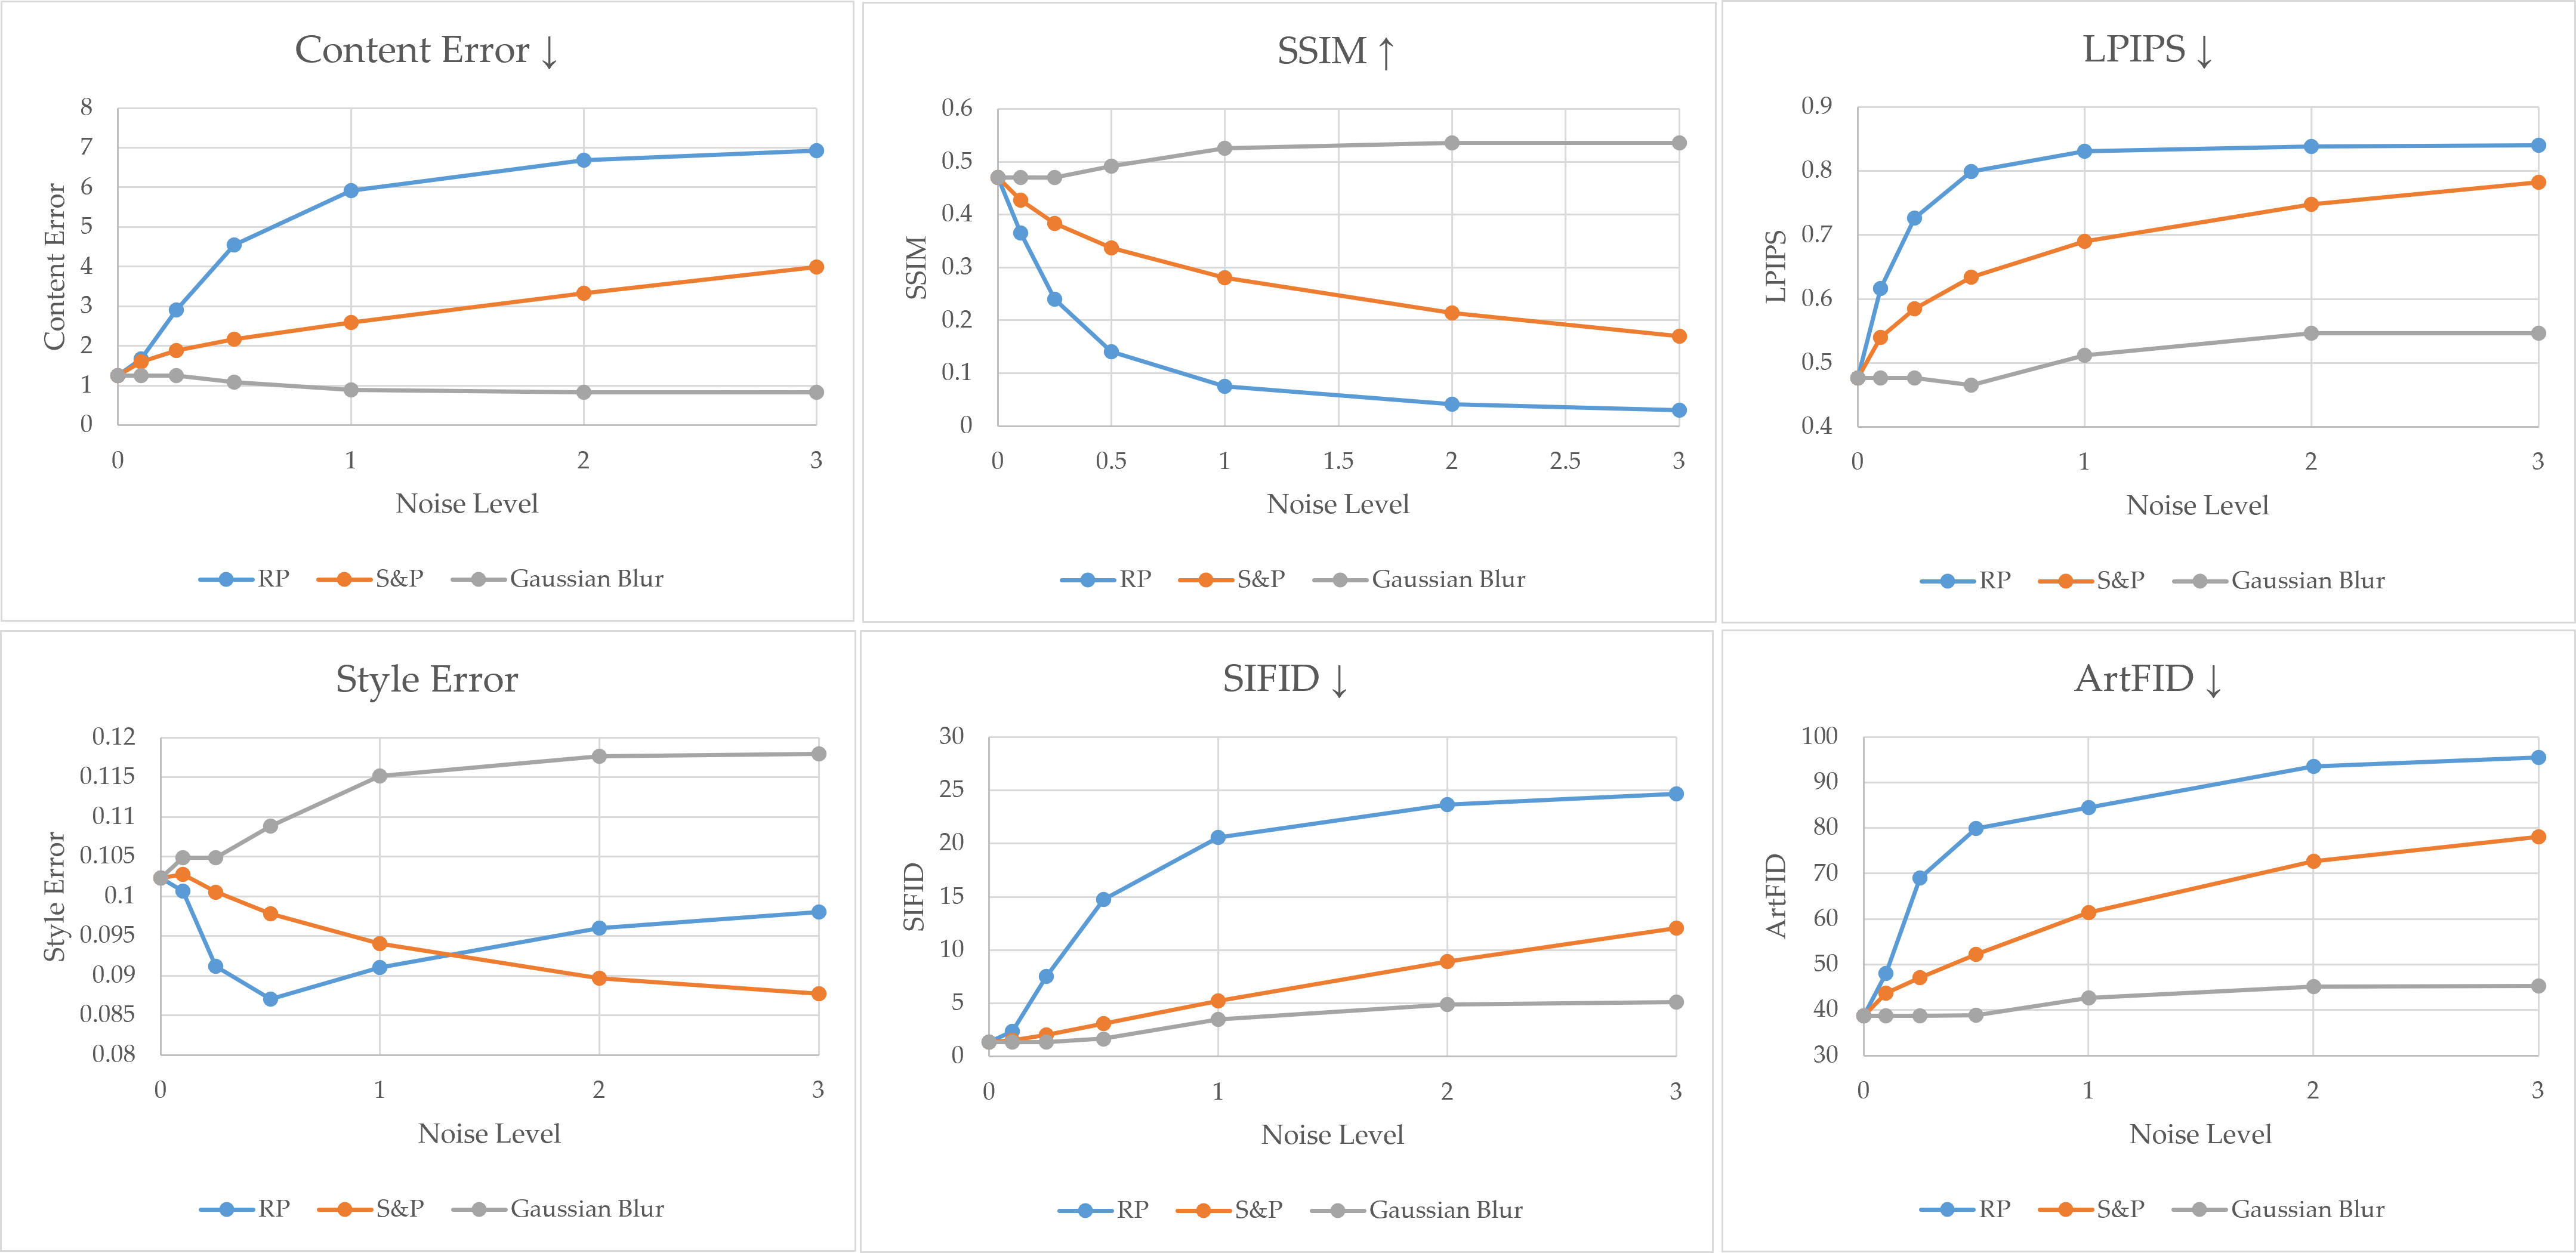 Content Error ↓
8
7
6
5
4
3
2
1
0
Content Error
0 1 2 3
Noise Level
RP S&P Gaussian Blur
SSIM ↑
0.6
0.5
0.4
0.3
0.2
0.1
0
SSIM
0 0.5 1 1.5 2 2.5 3
Noise Level
RP S&P Gaussian Blur
LPIPS ↓
0.9
0.8
0.7
0.6
0.5
0.4
LPIPS
0 1 2 3
Noise Level
RP S&P Gaussian Blur
Style Error
0.12
0.115
0.11
0.105
0.1
0.095
0.09
0.085
0.08
Style Error
0 1 2 3
Noise Level
RP S&P Gaussian Blur
SIFID ↓
30
25
20
15
10
5
0
SIFID
0 1 2 3
Noise Level
RP S&P Gaussian Blur
ArtFID ↓
100
90
80
70
60
50
40
30
ArtFID
0 1 2 3
Noise Level
RP S&P Gaussian Blur